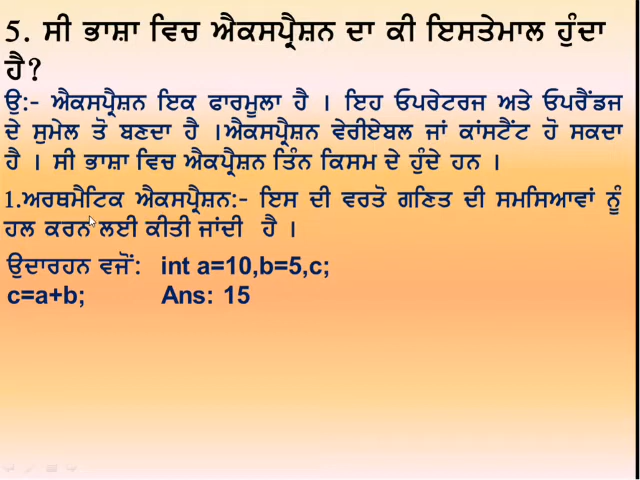 5. ਸੀ ਭਾਸ਼ਾ ਵਿਚ ਐਕਸਪ੍ਰੈਸ਼ਨ ਦਾ ਕੀ ਇਸਤੇਮਾਲ ਹੁੰਦਾ
ਹੈ?
ਉ:- ਐਕਸਪ੍ਰੈਸ਼ਨ ਇਕ ਫਾਰਮੂਲਾ ਹੈ । ਇਹ ਓਪਰੇਟਰਜ ਅਤੇ ਓਪਰੈਂਡਜ
ਦੇ ਸੁਮੇਲ ਤੋ ਬਣਦਾ ਹੈ ।ਐਕਸਪ੍ਰੈਸ਼ਨ ਵੇਰੀਏਬਲ ਜਾਂ ਕਾਂਸਟੈਂਟ ਹੋ ਸਕਦਾ
ਹੈ । ਸੀ ਭਾਸ਼ਾ ਵਿਚ ਐਕਪ੍ਰੈਸ਼ਨ ਤਿੰਨ ਕਿਸਮ ਦੇ ਹੁੰਦੇ ਹਨ ।
1.ਅਰਥਮੈਟਿਕ ਐਕਸਪ੍ਰੈਸ਼ਨ:- ਇਸ ਦੀ ਵਰਤੋ ਗਣਿਤ ਦੀ ਸਮਸਿਆਵਾਂ ਨੂੰ
ਹਲ ਕਰਨ ਲਈ ਕੀਤੀ ਜਾਂਦੀ ਹੈ ।
ਉਦਾਰਹਨ ਵਜੋਂ: int a=10,b=5,c;
c=a+b; Ans: 15